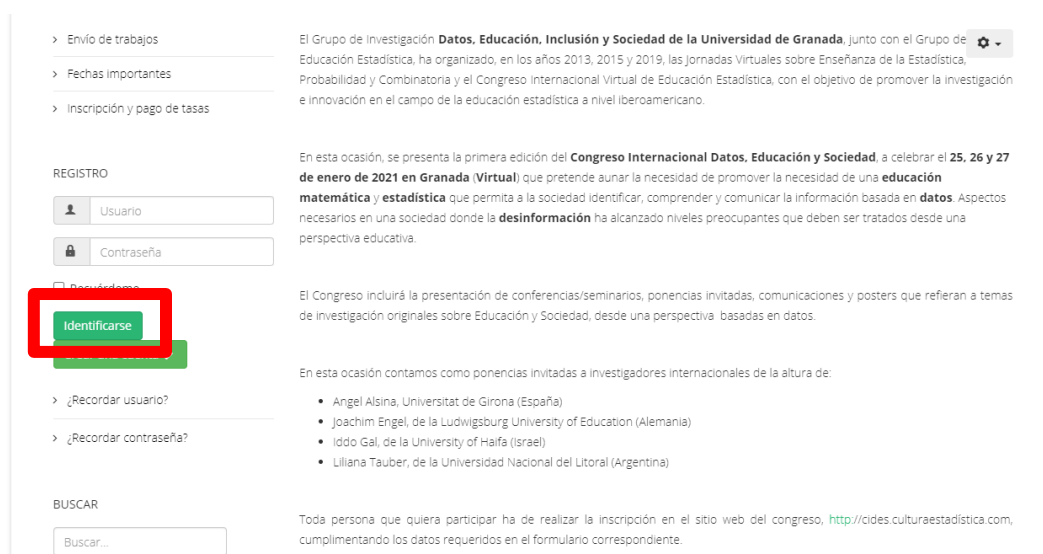 Envío de trabajos
Fechas importantes
Inscripción y pago de tasas
REGISTRO
Usuario
Contraseña
Identificarse
¿Recordar usuario?
¿Recordar contraseña?
BUSCAR
Buscar...
El Grupo de Investigación Datos, Educación, Inclusión y Sociedad de la Universidad de Granada, junto con el Grupo de
Educación Estadística, ha organizado, en los años 2013, 2015 y 2019, las Jornadas Virtuales sobre Enseñanza de la Estadística,
Probabilidad y Combinatoria y el Congreso Internacional Virtual de Educación Estadística, con el objetivo de promover la investigación
e innovación en el campo de la educación estadística a nivel iberoamericano.
En esta ocasión, se presenta la primera edición del Congreso Internacional Datos, Educación y Sociedad, a celebrar el 25, 26 y 27
de enero de 2021 en Granada (Virtual) que pretende aunar la necesidad de promover la necesidad de una educación
matemática y estadística que permita a la sociedad identificar, comprender y comunicar la información basada en datos. Aspectos
necesarios en una sociedad donde la desinformación ha alcanzado niveles preocupantes que deben ser tratados desde una
perspectiva educativa.
El Congreso incluirá la presentación de conferencias/seminarios, ponencias invitadas, comunicaciones y posters que refieran a temas
de investigación originales sobre Educación y Sociedad, desde una perspectiva basadas en datos.
En esta ocasión contamos como ponencias invitadas a investigadores internacionales de la altura de:
Angel Alsina, Universitat de Girona (España)
Joachim Engel, de la Ludwigsburg University of Education (Alemania)
Iddo Gal, de la University of Haifa (Israel)
Liliana Tauber, de la Universidad Nacional del Litoral (Argentina)
Toda persona que quiera participar ha de realizar la inscripción en el sitio web del congreso, http://cides.culturaestadística.com,
cumplimentando los datos requeridos en el formulario correspondiente.